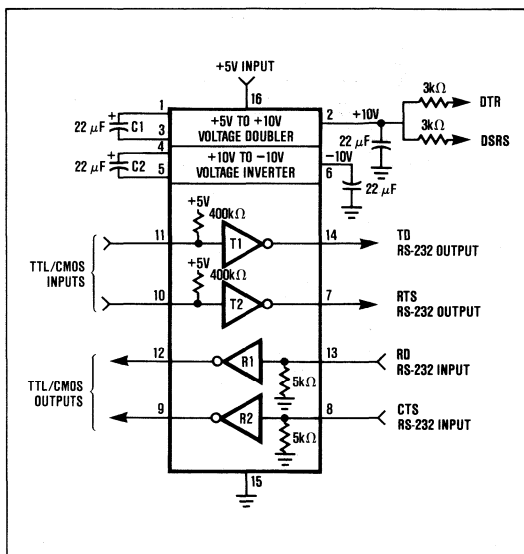 +5V INPUT
16
1
+
22 μF
C1
3
+5V TO +10V
VOLTAGE DOUBLER
2
+10V
3kΩ
DTR
3kΩ
DSRS
+
22 μF
4
+
22 μF
C2
5
+10V TO −10V
VOLTAGE INVERTER
−10V
6
+
22 μF
+5V
400kΩ
11
T1
14
TD
RS-232 OUTPUT
TTL/CMOS
INPUTS
+5V
400kΩ
10
T2
7
RTS
RS-232 OUTPUT
12
R1
13
RD
RS-232 INPUT
5kΩ
TTL/CMOS
OUTPUTS
9
R2
8
CTS
RS-232 INPUT
5kΩ
15